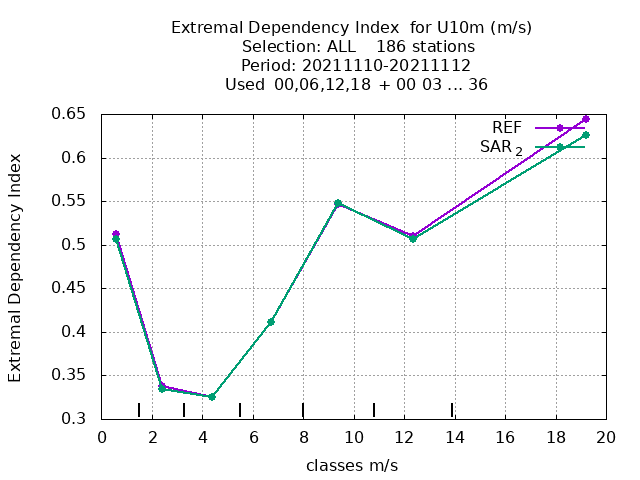 Extremal Dependency Index  for U10m (m/s)
Selection: ALL    186 stations
Period: 20211110-20211112
Used  00,06,12,18  + 00 03 ... 36
Extremal Dependency Index
0.65
0.6
0.55
0.5
0.45
0.4
0.35
0.3
REF
SAR 2
0 2 4 6 8 10 12 14 16 18 20
classes m/s